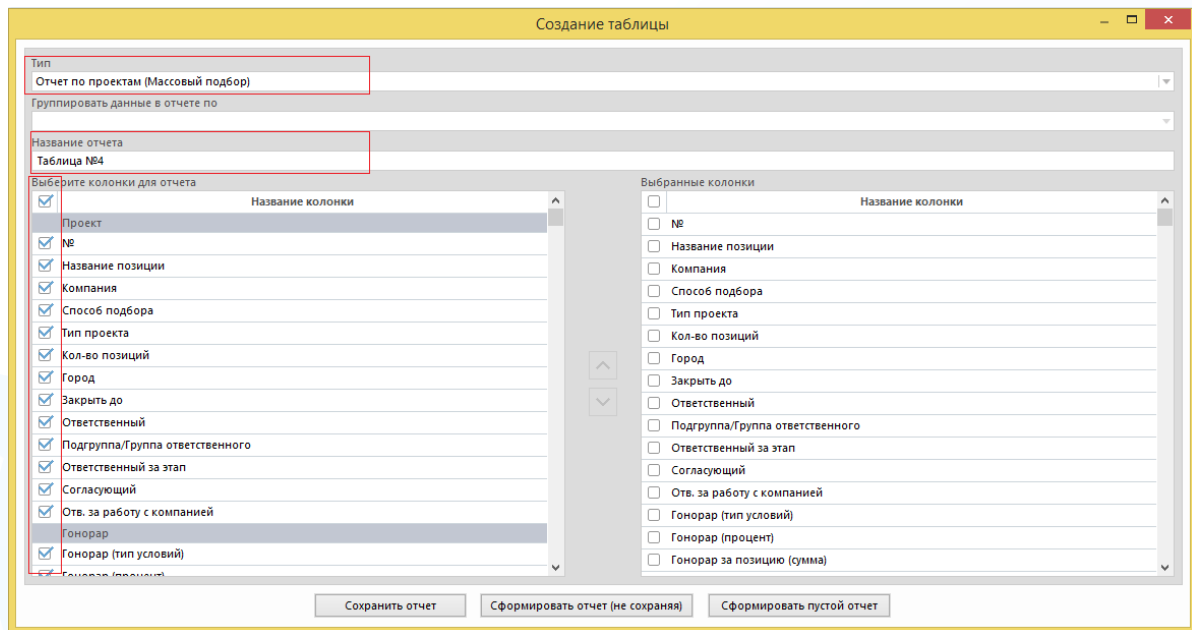 Создание таблицы
Тип
Отчет по проектам (Массовый подбор)
Группировать данные в отчете по
Название отчета
Таблица №4
Выберите колонки для отчета
Название колонки
Проект
№
Название позиции
Компания
Способ подбора
Тип проекта
Кол-во позиций
Город
Закрыть до
Ответственный
Подгруппа/Группа ответственного
Ответственный за этап
Согласующий
Отв. за работу с компанией
Гонорар
Гонорар (тип условий)
Гонорар (процент)
Выбранные колонки
Название колонки
№
Название позиции
Компания
Способ подбора
Тип проекта
Кол-во позиций
Город
Закрыть до
Ответственный
Подгруппа/Группа ответственного
Ответственный за этап
Согласующий
Отв. за работу с компанией
Гонорар (тип условий)
Гонорар (процент)
Гонорар за позицию (сумма)
Сохранить отчет
Сформировать отчет (не сохраняя)
Сформировать пустой отчет